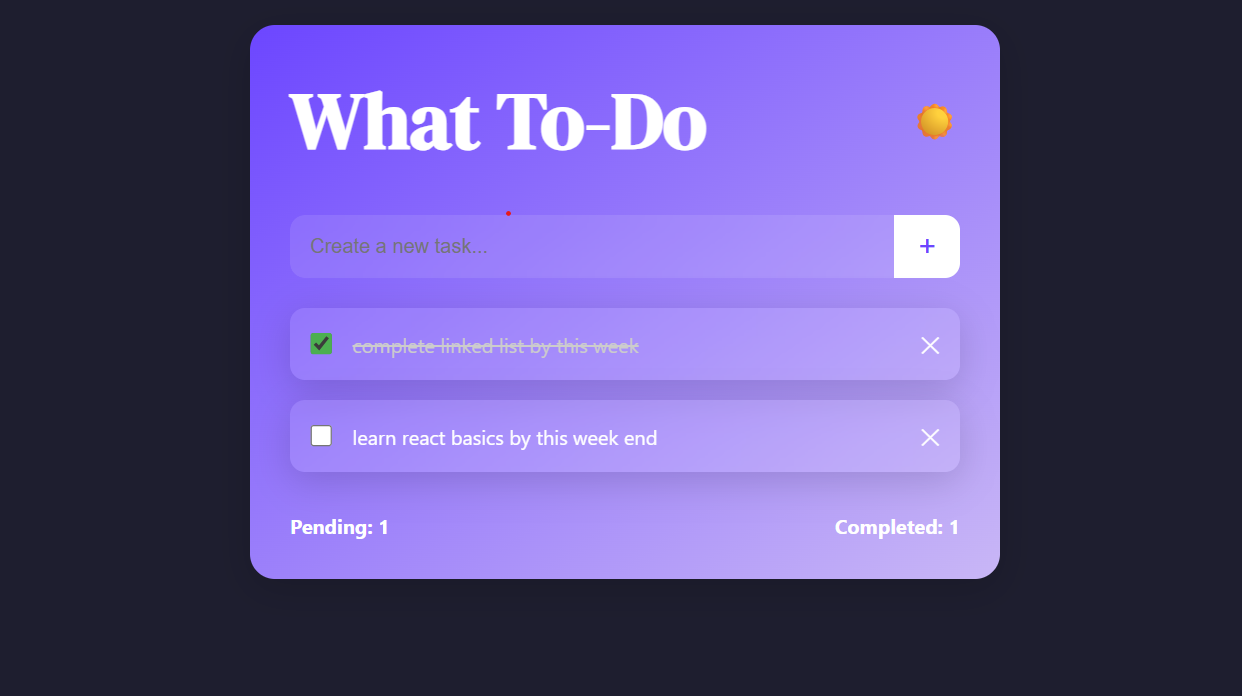 What To-Do
Create a new task...
+
complete linked list by this week
learn react basics by this week end
Pending: 1
Completed: 1